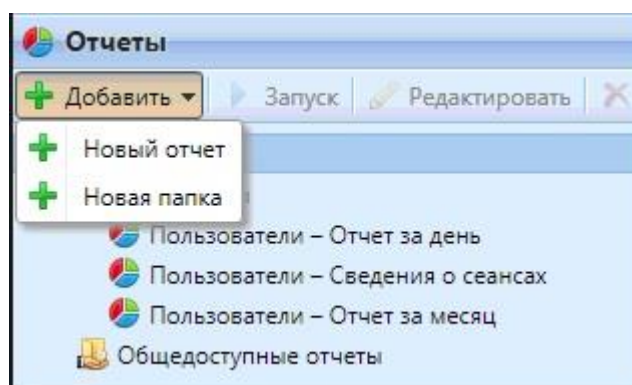 Отчеты
Добавить Запуск Редактировать
Новый отчет
Новая папка
Пользователи – Отчет за день
Пользователи – Сведения о сеансах
Пользователи – Отчет за месяц
Общедоступные отчеты